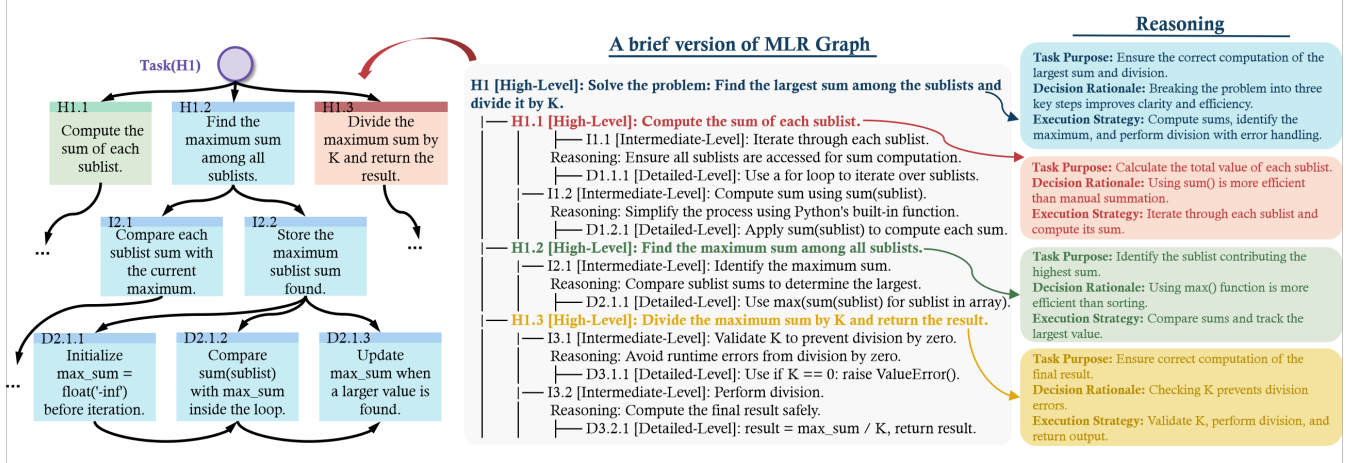 Task(H1)
H1.1
Compute the
sum of each
sublist.
H1.2
Find the
maximum sum
among all
sublists.
H1.3
Divide the
maximum sum by
K and return the
result.
...
...
I2.1
Compare each
sublist sum with
the current
maximum.
I2.2
Store the
maximum
sublist sum
found.
...
D2.1.1
Initialize
max_sum =
float('-inf')
before iteration.
D2.1.2
Compare
sum(sublist)
with max_sum
inside the loop.
D2.1.3
Update
max_sum when
a larger value is
found.
A brief version of MLR Graph
H1 [High-Level]: Solve the problem: Find the largest sum among the sublists and
divide it by K.
H1.1 [High-Level]: Compute the sum of each sublist.
I1.1 [Intermediate-Level]: Iterate through each sublist.
Reasoning: Ensure all sublists are accessed for sum computation.
D1.1.1 [Detailed-Level]: Use a for loop to iterate over sublists.
I1.2 [Intermediate-Level]: Compute sum using sum(sublist).
Reasoning: Simplify the process using Python's built-in function.
D1.2.1 [Detailed-Level]: Apply sum(sublist) to compute each sum.
H1.2 [High-Level]: Find the maximum sum among all sublists.
I2.1 [Intermediate-Level]: Identify the maximum sum.
Reasoning: Compare sublist sums to determine the largest.
D2.1.1 [Detailed-Level]: Use max(sum(sublist) for sublist in array).
H1.3 [High-Level]: Divide the maximum sum by K and return the result.
I3.1 [Intermediate-Level]: Validate K to prevent division by zero.
Reasoning: Avoid runtime errors from division by zero.
D3.1.1 [Detailed-Level]: Use if K == 0: raise ValueError().
I3.2 [Intermediate-Level]: Perform division.
Reasoning: Compute the final result safely.
D3.2.1 [Detailed-Level]: result = max_sum / K, return result.
Reasoning
Task Purpose: Ensure the correct computation of the
largest sum and division.
Decision Rationale: Breaking the problem into three
key steps improves clarity and efficiency.
Execution Strategy: Compute sums, identify the
maximum, and perform division with error handling.
Task Purpose: Calculate the total value of each sublist.
Decision Rationale: Using sum() is more efficient
than manual summation.
Execution Strategy: Iterate through each sublist and
compute its sum.
Task Purpose: Identify the sublist contributing the
highest sum.
Decision Rationale: Using max() function is more
efficient than sorting.
Execution Strategy: Compare sums and track the
largest value.
Task Purpose: Ensure correct computation of the
final result.
Decision Rationale: Checking K prevents division
errors.
Execution Strategy: Validate K, perform division, and
return output.